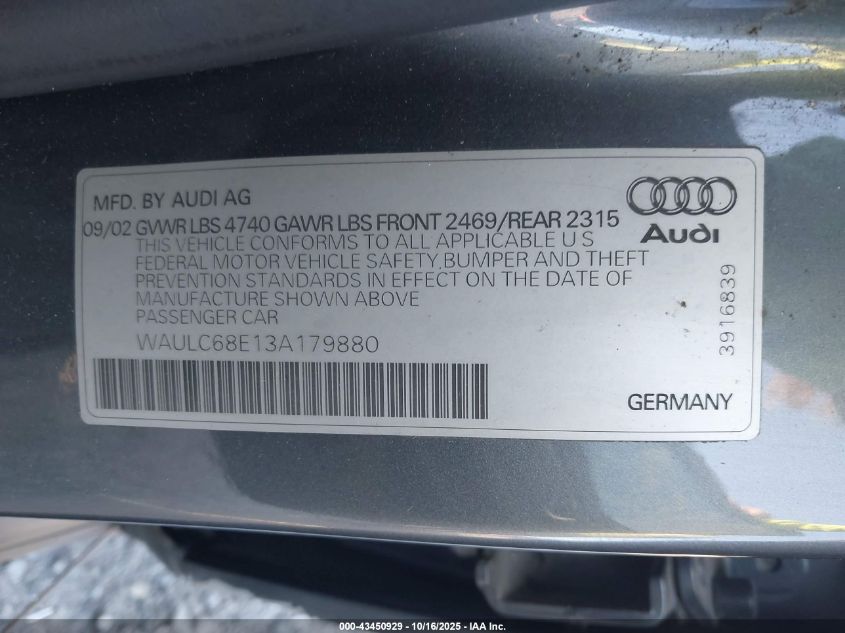 MFD. BY AUDI AG
09/02 GVWR LBS 4740 GAWR LBS FRONT 2469/REAR 2315
THIS VEHICLE CONFORMS TO ALL APPLICABLE U S
FEDERAL MOTOR VEHICLE SAFETY, BUMPER AND THEFT
PREVENTION STANDARDS IN EFFECT ON THE DATE OF
MANUFACTURE SHOWN ABOVE
PASSENGER CAR
WAULC68E13A179880
Audi
3916839
GERMANY
000-43450929 - 10/16/2025 - IAA Inc.